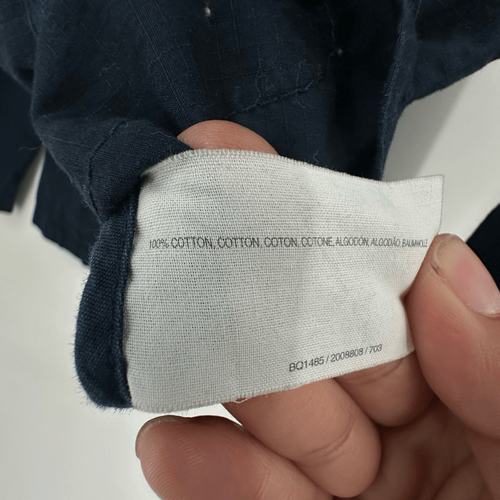 100% COTTON, COTTON, COTON, COTONE, ALGODÓN, ALGODÃO, BAUMWOLLE
BQ1485 / 2008808 / 703